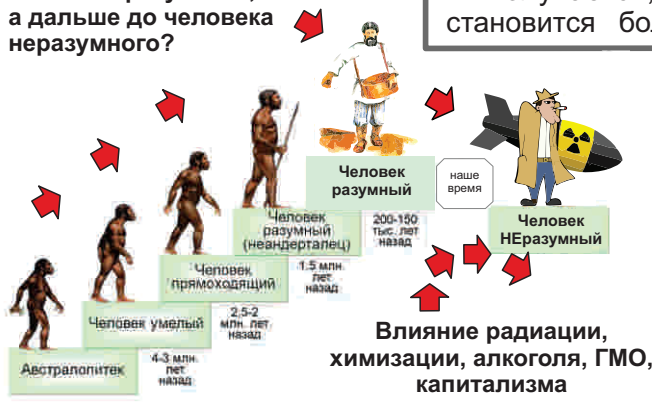 а дальше до человека
неразумного?
становится
Человек
разумный
наше
время
Человек
НЕразумный
Человек
разумный
(неандерталец)
200-150
тыс. лет
назад
Человек
прямоходящий
1.5 млн.
лет
назад
Человек умелый
2,5-2
млн. лет
назад
Австралопитек
4-3 млн.
лет
назад
Влияние радиации,
химизации, алкоголя, ГМО,
капитализма